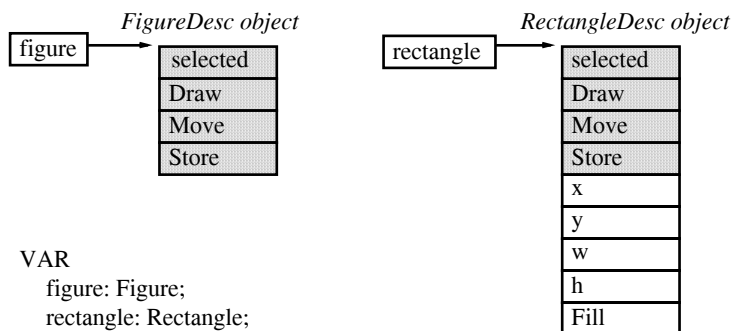 FigureDesc object
figure
selected
Draw
Move
Store
RectangleDesc object
rectangle
selected
Draw
Move
Store
x
y
w
h
Fill
VAR
figure: Figure;
rectangle: Rectangle;